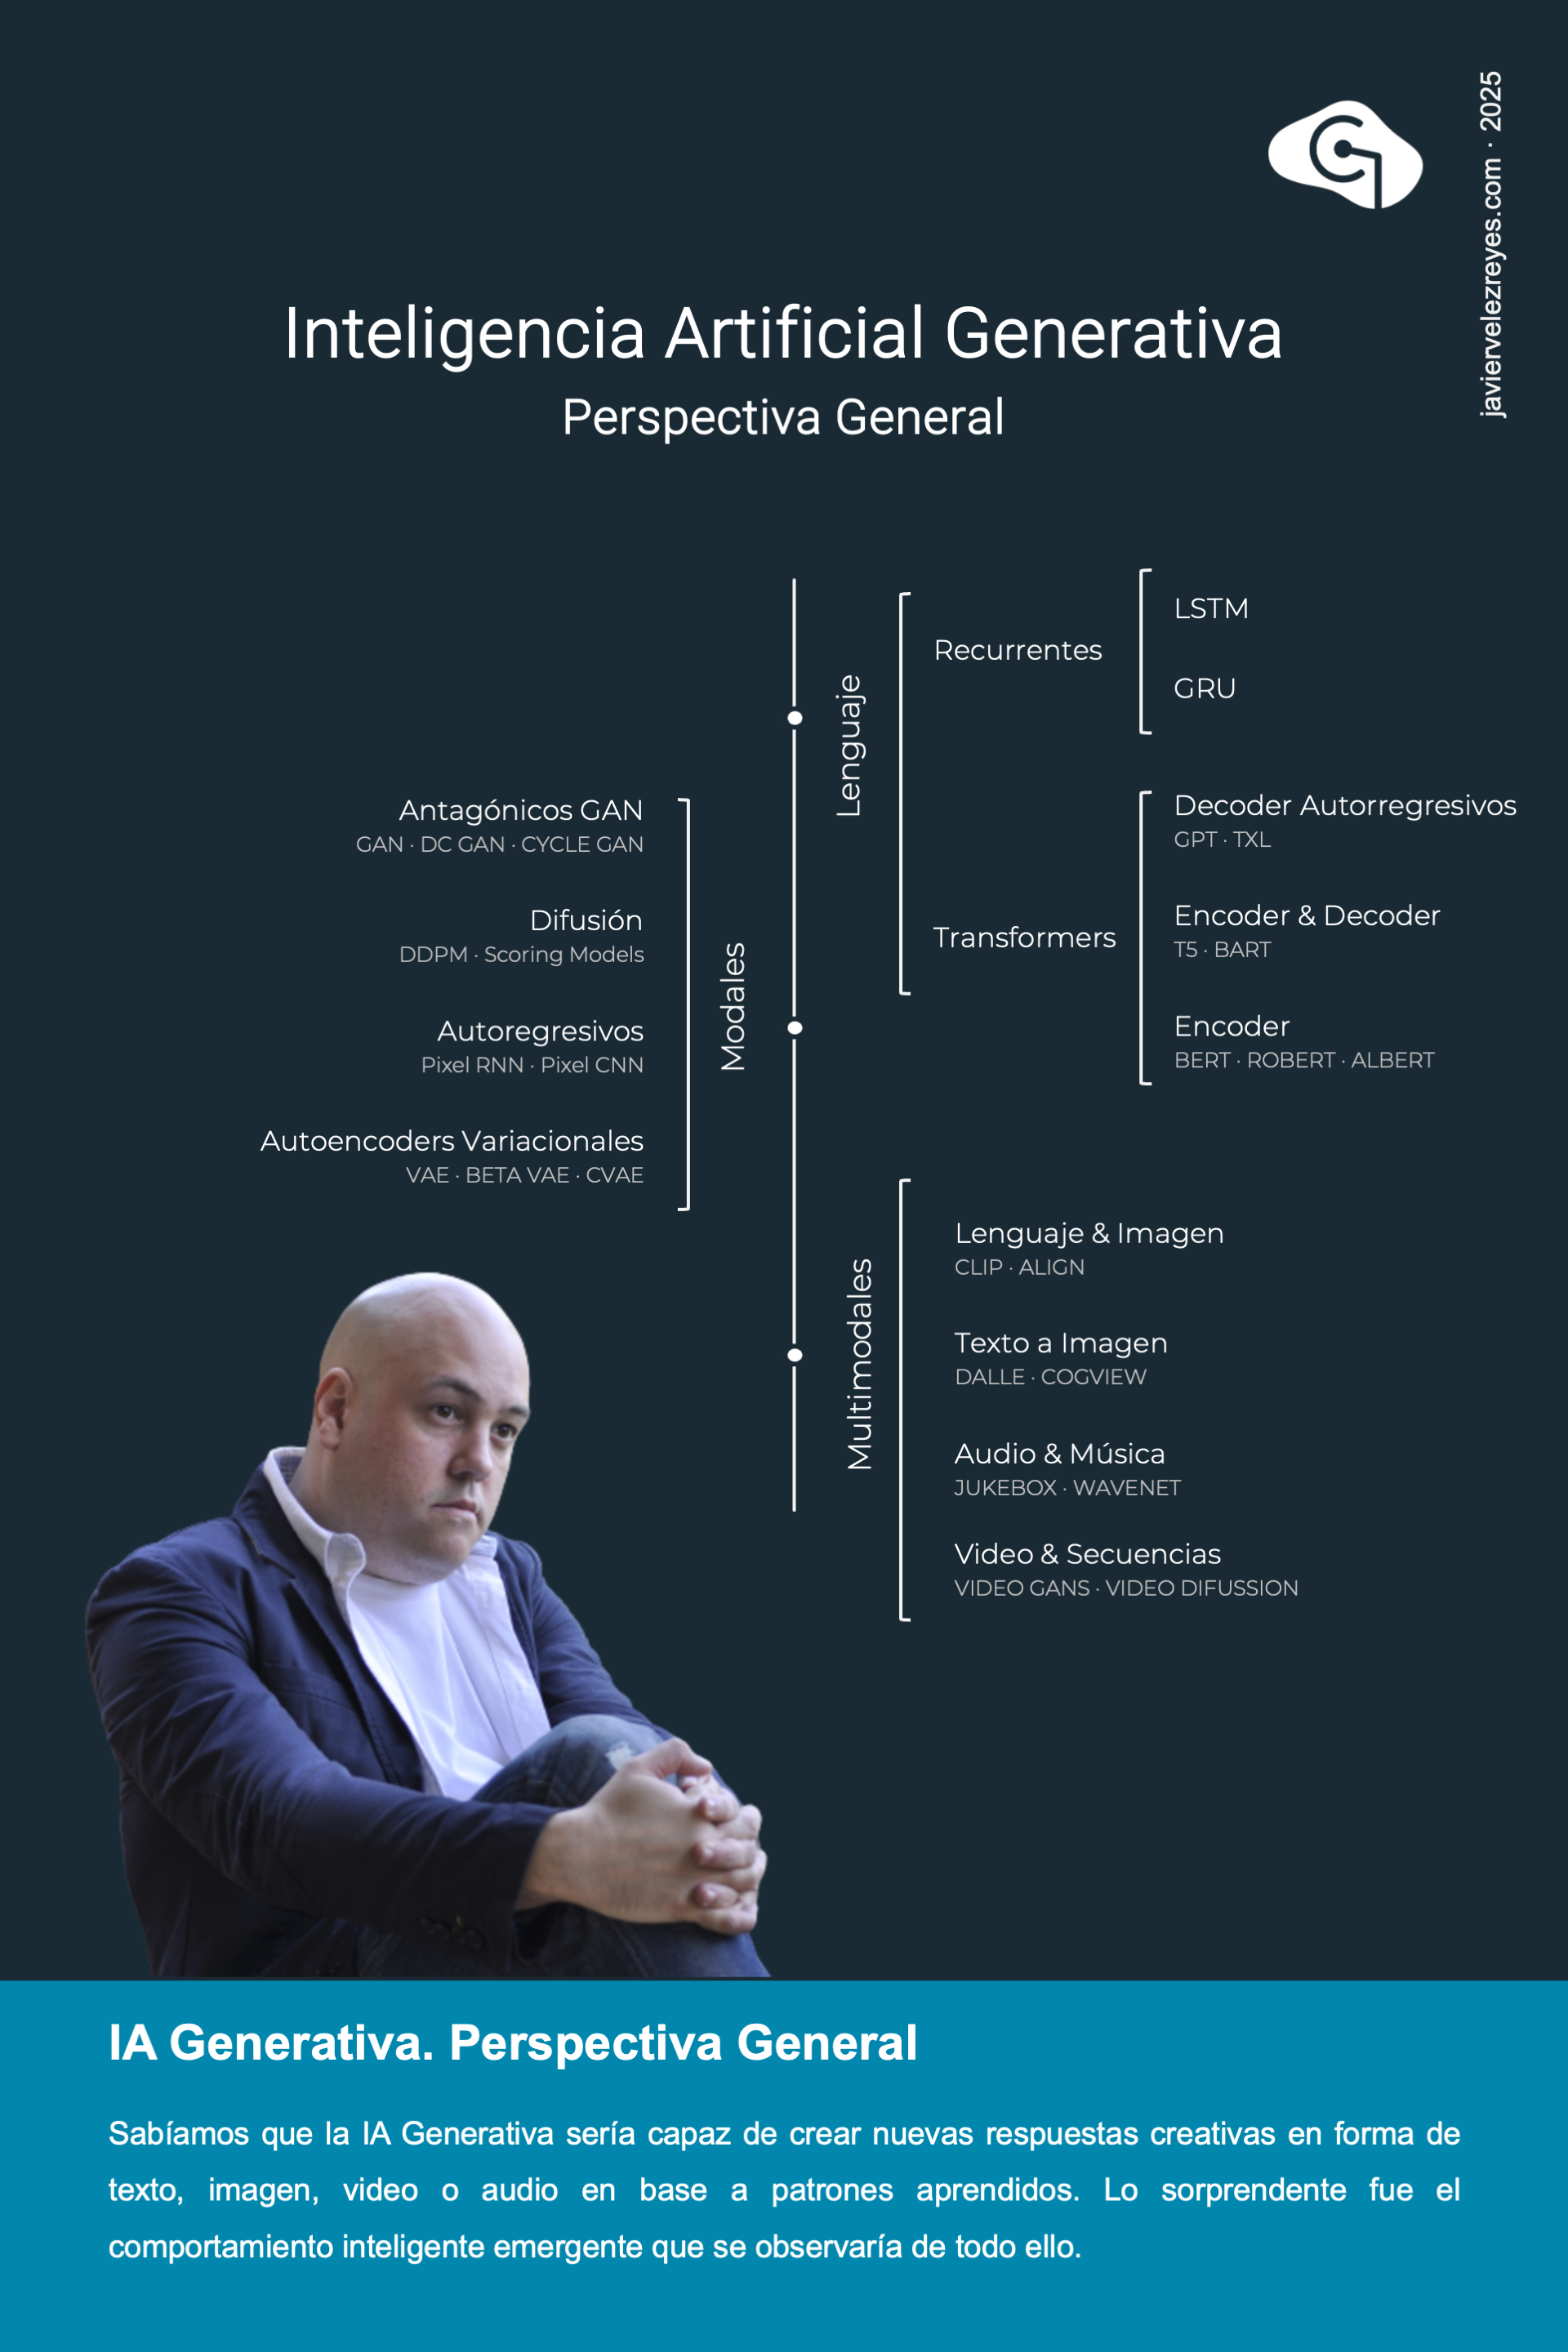 javiervelezreyes.com · 2025
Inteligencia Artificial Generativa
Perspectiva General
Lenguaje
Recurrentes
LSTM
GRU
Transformers
Decoder Autorregresivos
GPT · TXL
Encoder & Decoder
T5 · BART
Encoder
BERT · ROBERT · ALBERT
Modales
Antagónicos GAN
GAN · DC GAN · CYCLE GAN
Difusión
DDPM · Scoring Models
Autoregresivos
Pixel RNN · Pixel CNN
Autoencoders Variacionales
VAE · BETA VAE · CVAE
Multimodales
Lenguaje & Imagen
CLIP · ALIGN
Texto a Imagen
DALLE · COGVIEW
Audio & Música
JUKEBOX · WAVENET
Video & Secuencias
VIDEO GANS · VIDEO DIFUSSION
IA Generativa. Perspectiva General
Sabíamos que la IA Generativa sería capaz de crear nuevas respuestas creativas en forma de
texto, imagen, video o audio en base a patrones aprendidos. Lo sorprendente fue el
comportamiento inteligente emergente que se observaría de todo ello.